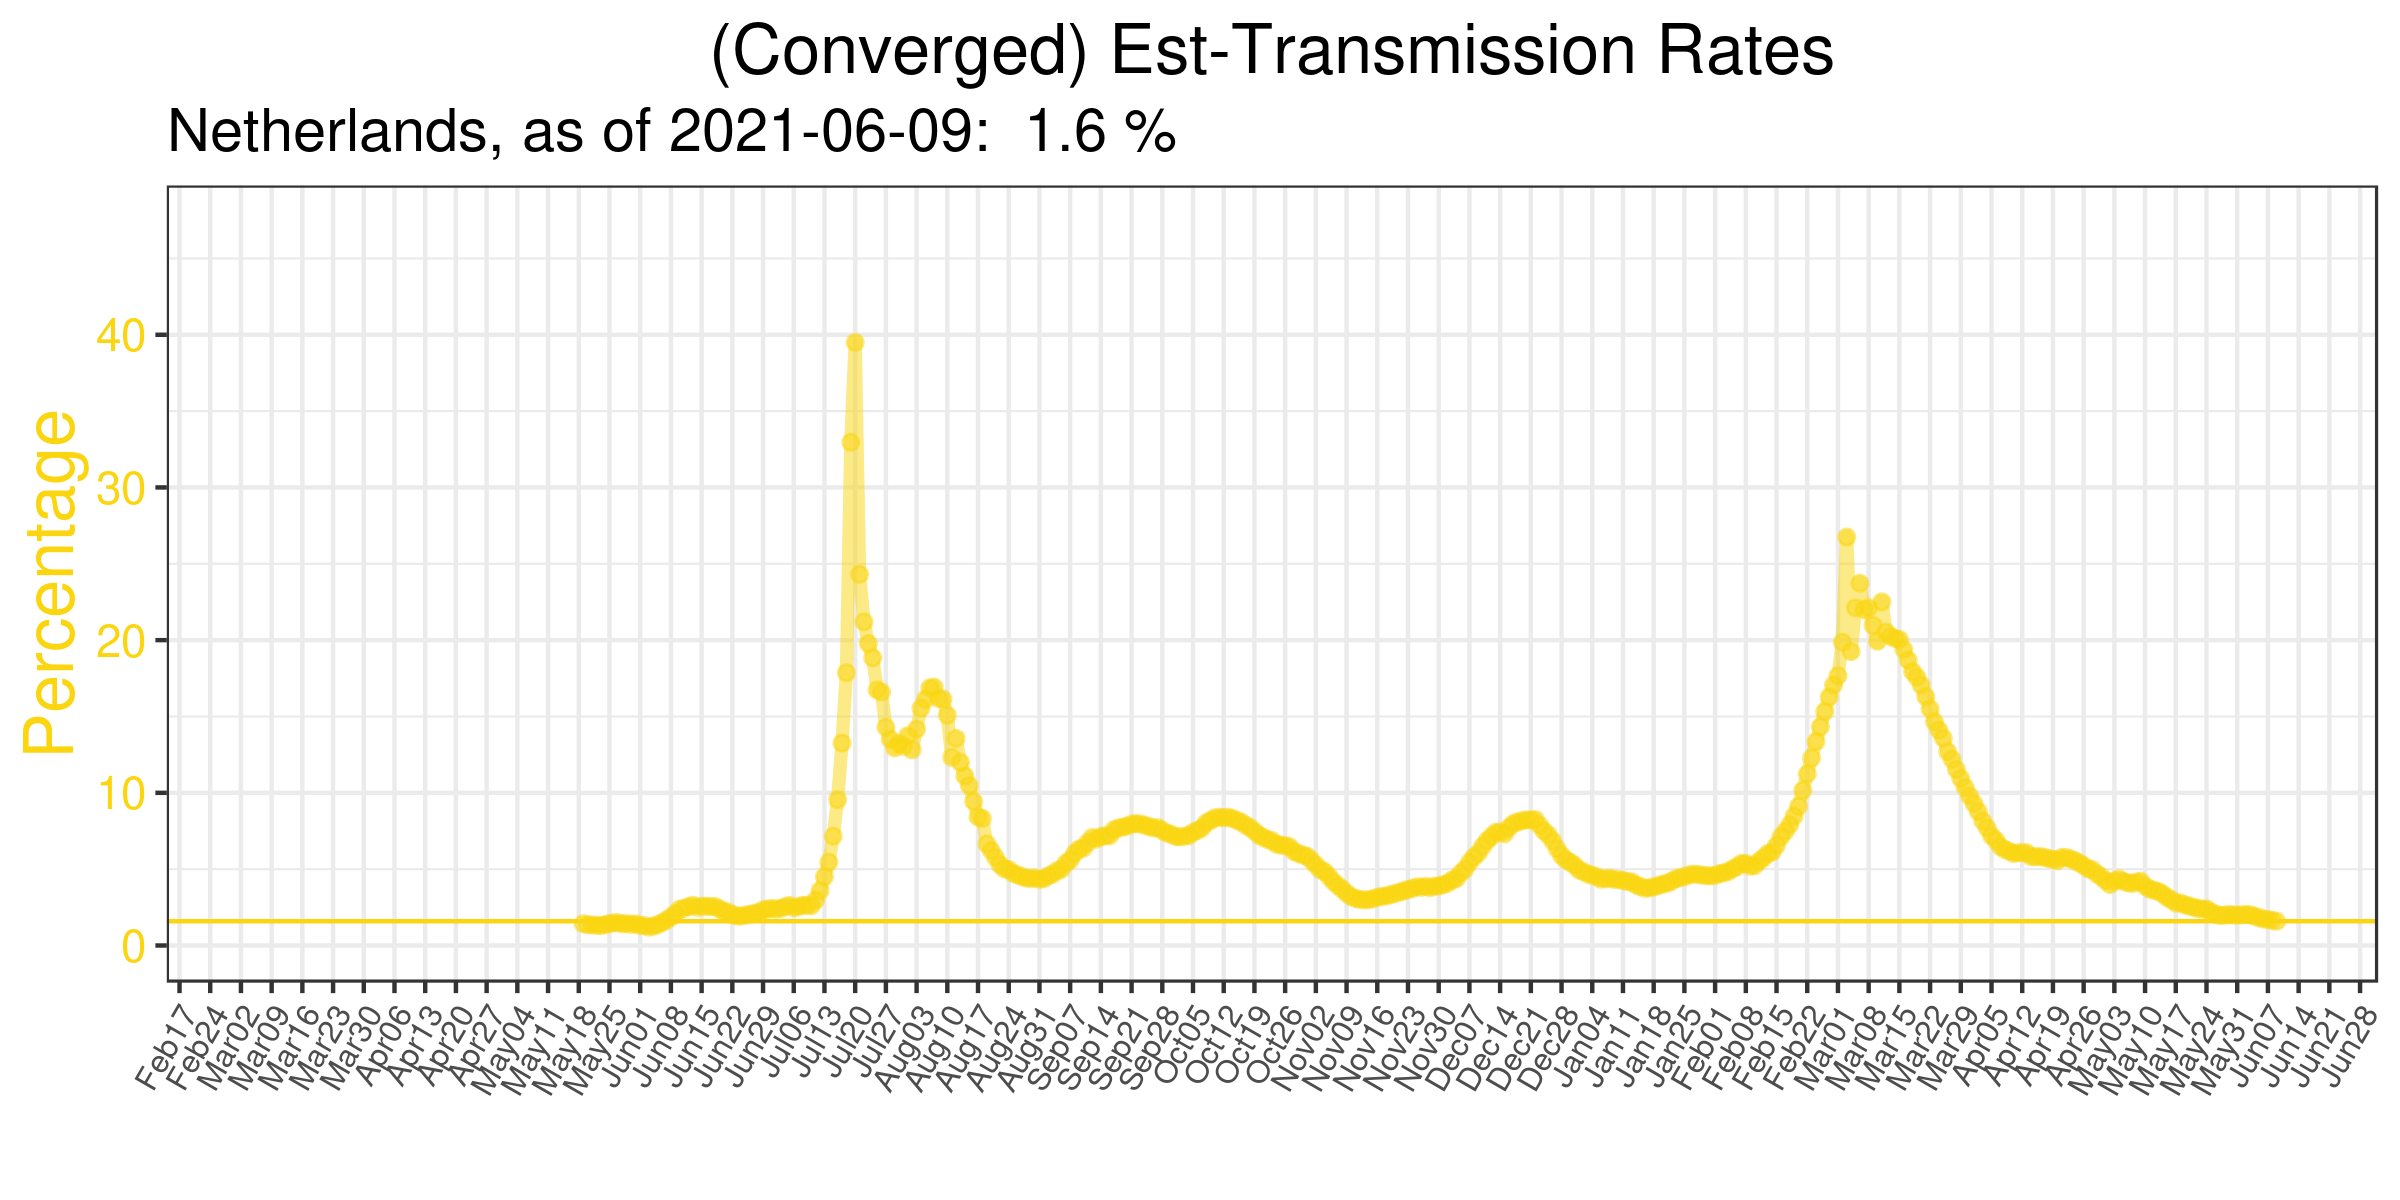 (Converged) Est-Transmission Rates
Netherlands, as of 2021-06-09: 1.6 %
Percentage
40
30
20
10
0
Feb17
Feb24
Mar02
Mar09
Mar16
Mar23
Mar30
Apr06
Apr13
Apr20
Apr27
May04
May11
May18
May25
Jun01
Jun08
Jun15
Jun22
Jun29
Jul06
Jul13
Jul20
Jul27
Aug03
Aug10
Aug17
Aug24
Aug31
Sep07
Sep14
Sep21
Sep28
Oct05
Oct12
Oct19
Oct26
Nov02
Nov09
Nov16
Nov23
Nov30
Dec07
Dec14
Dec21
Dec28
Jan04
Jan11
Jan18
Jan25
Feb01
Feb08
Feb15
Feb22
Mar01
Mar08
Mar15
Mar22
Mar29
Apr05
Apr12
Apr19
Apr26
May03
May10
May17
May24
May31
Jun07
Jun14
Jun21
Jun28